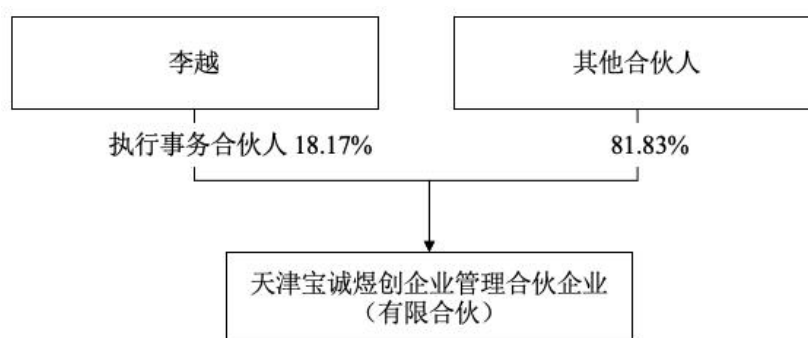 李越
其他合伙人
执行事务合伙人 18.17%
81.83%
天津宝诚煜创企业管理合伙企业
（有限合伙）